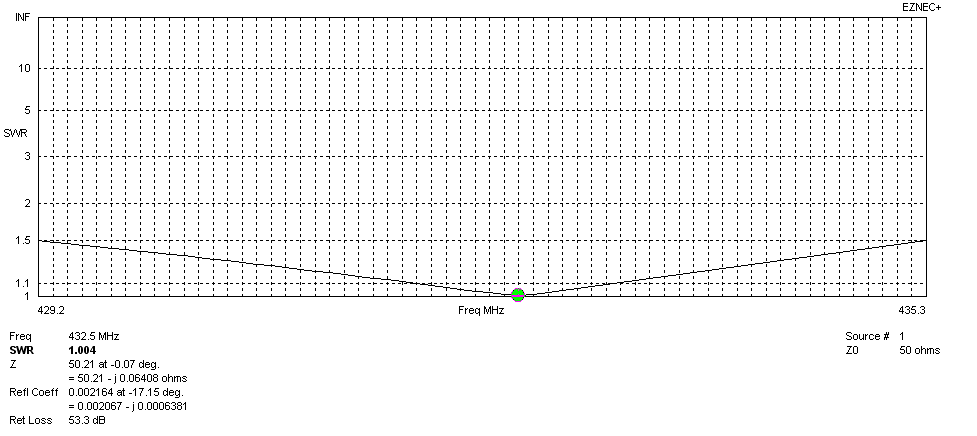 EZNEC+
INF
10
5
SWR
3
2
1.5
1.1
1
429.2 Freq MHz 435.3
Freq 432.5 MHz Source # 1
SWR 1.004 Z0 50 ohms
Z 50.21 at -0.07 deg.
= 50.21 - j 0.06408 ohms
Refl Coeff 0.002164 at -17.15 deg.
= 0.002067 - j 0.0006381
Ret Loss 53.3 dB